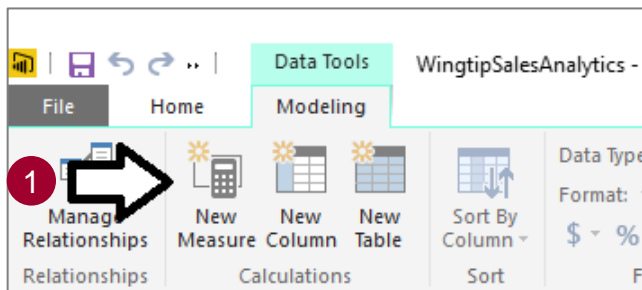 Data Tools
WingtipSalesAnalytics -
File Home Modeling
1
Data Type
Format:
$ %
Manage
Relationships
New
Measure
New
Column
New
Table
Sort By
Column
Relationships
Calculations
Sort
F